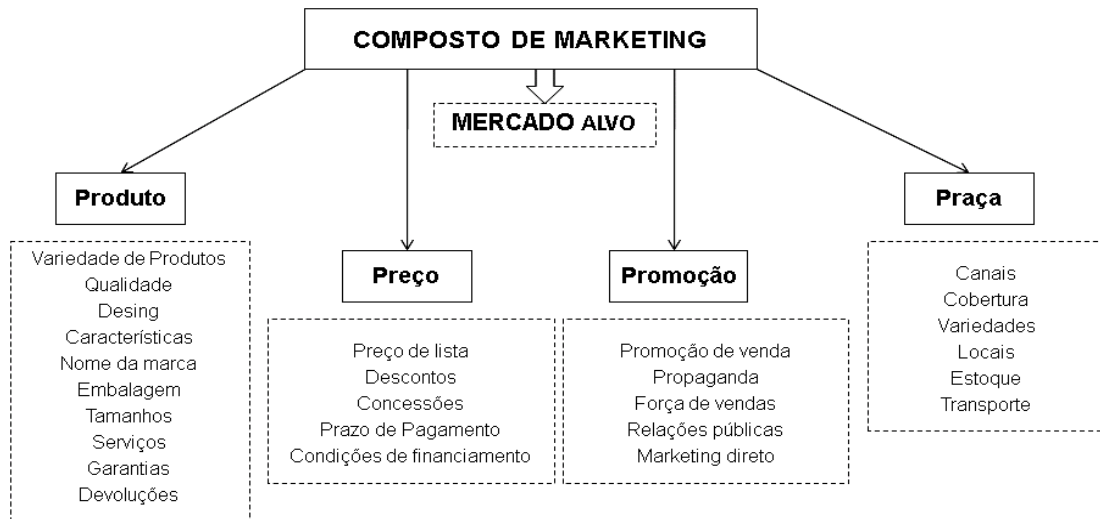 COMPOSTO DE MARKETING
MERCADO ALVO
Produto
Variedade de Produtos
Qualidade
Desing
Características
Nome da marca
Embalagem
Tamanhos
Serviços
Garantias
Devoluções
Preço
Preço de lista
Descontos
Concessões
Prazo de Pagamento
Condições de financiamento
Promoção
Promoção de venda
Propaganda
Força de vendas
Relações públicas
Marketing direto
Praça
Canais
Cobertura
Variedades
Locais
Estoque
Transporte